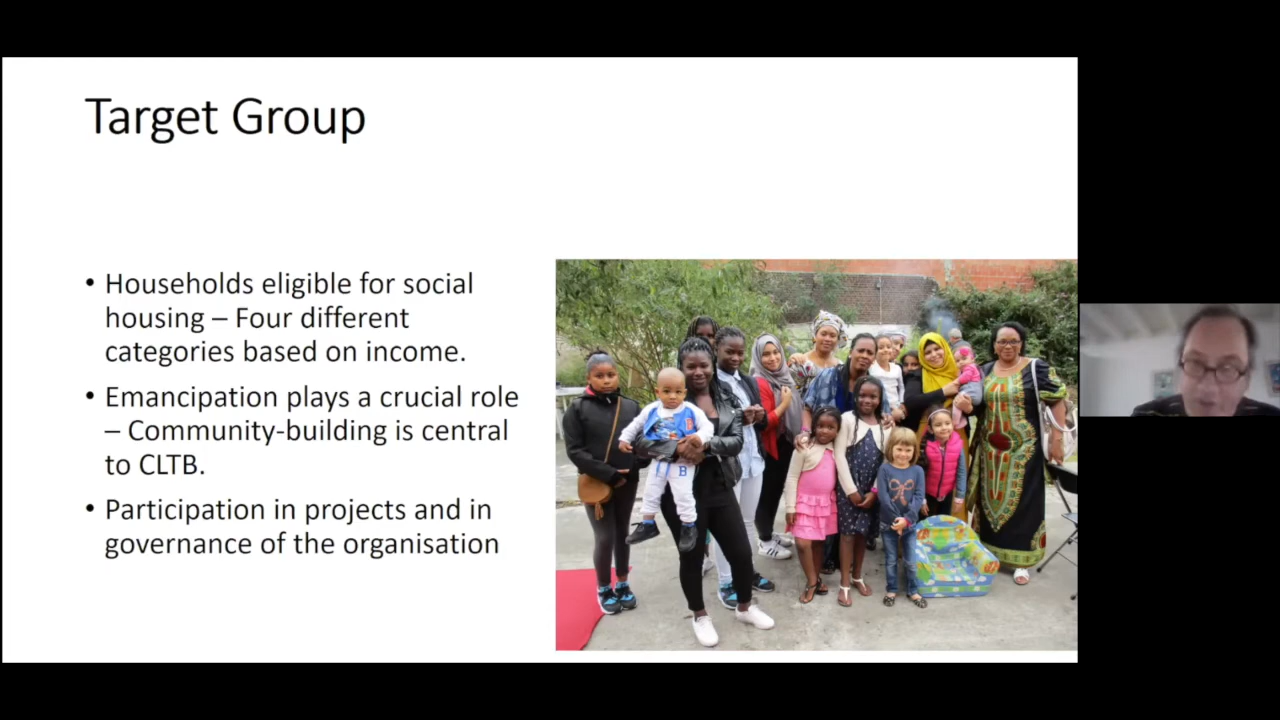 Target Group
• Households eligible for social
housing – Four different
categories based on income.
• Emancipation plays a crucial role
– Community-building is central
to CLTB.
• Participation in projects and in
governance of the organisation